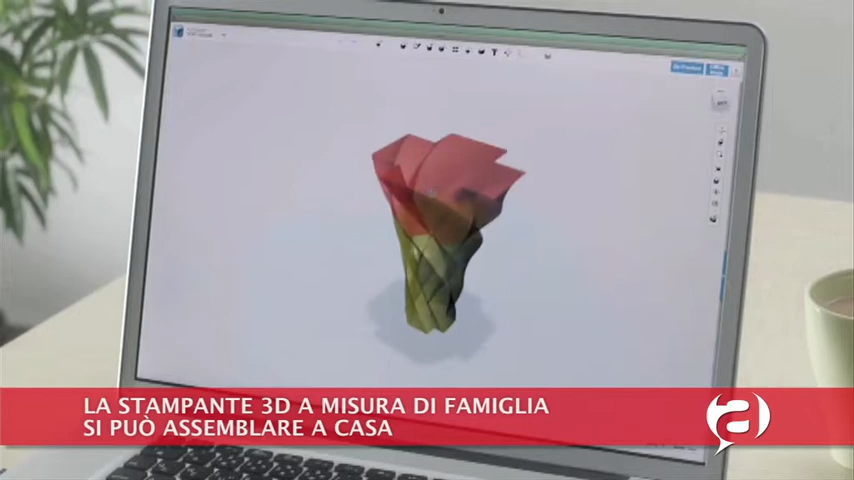 LA STAMPANTE 3D A MISURA DI FAMIGLIA
SI PUÒ ASSEMBLARE A CASA
a